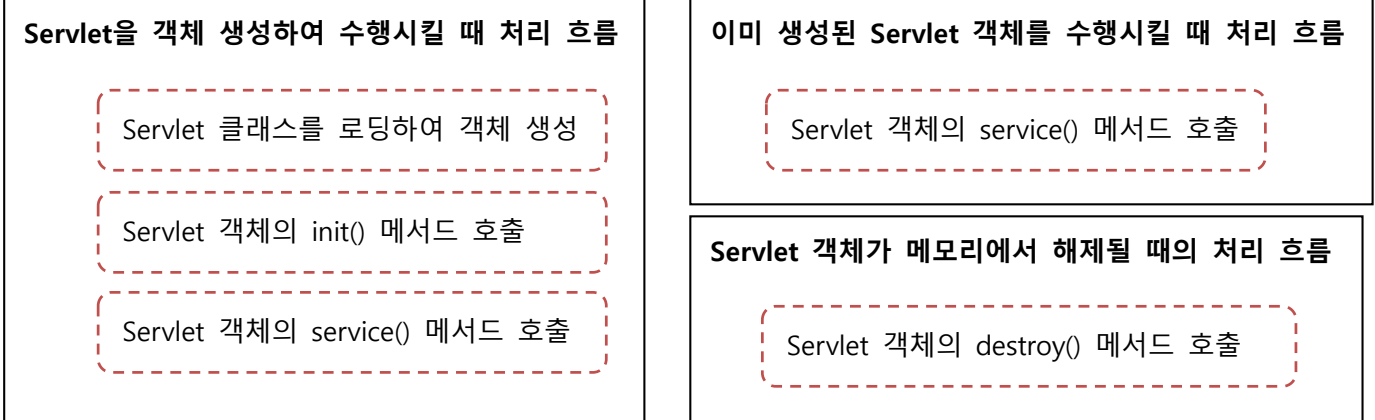 Servlet을 객체 생성하여 수행시킬 때 처리 흐름
Servlet 클래스를 로딩하여 객체 생성
Servlet 객체의 init() 메서드 호출
Servlet 객체의 service() 메서드 호출
이미 생성된 Servlet 객체를 수행시킬 때 처리 흐름
Servlet 객체의 service() 메서드 호출
Servlet 객체가 메모리에서 해제될 때의 처리 흐름
Servlet 객체의 destroy() 메서드 호출